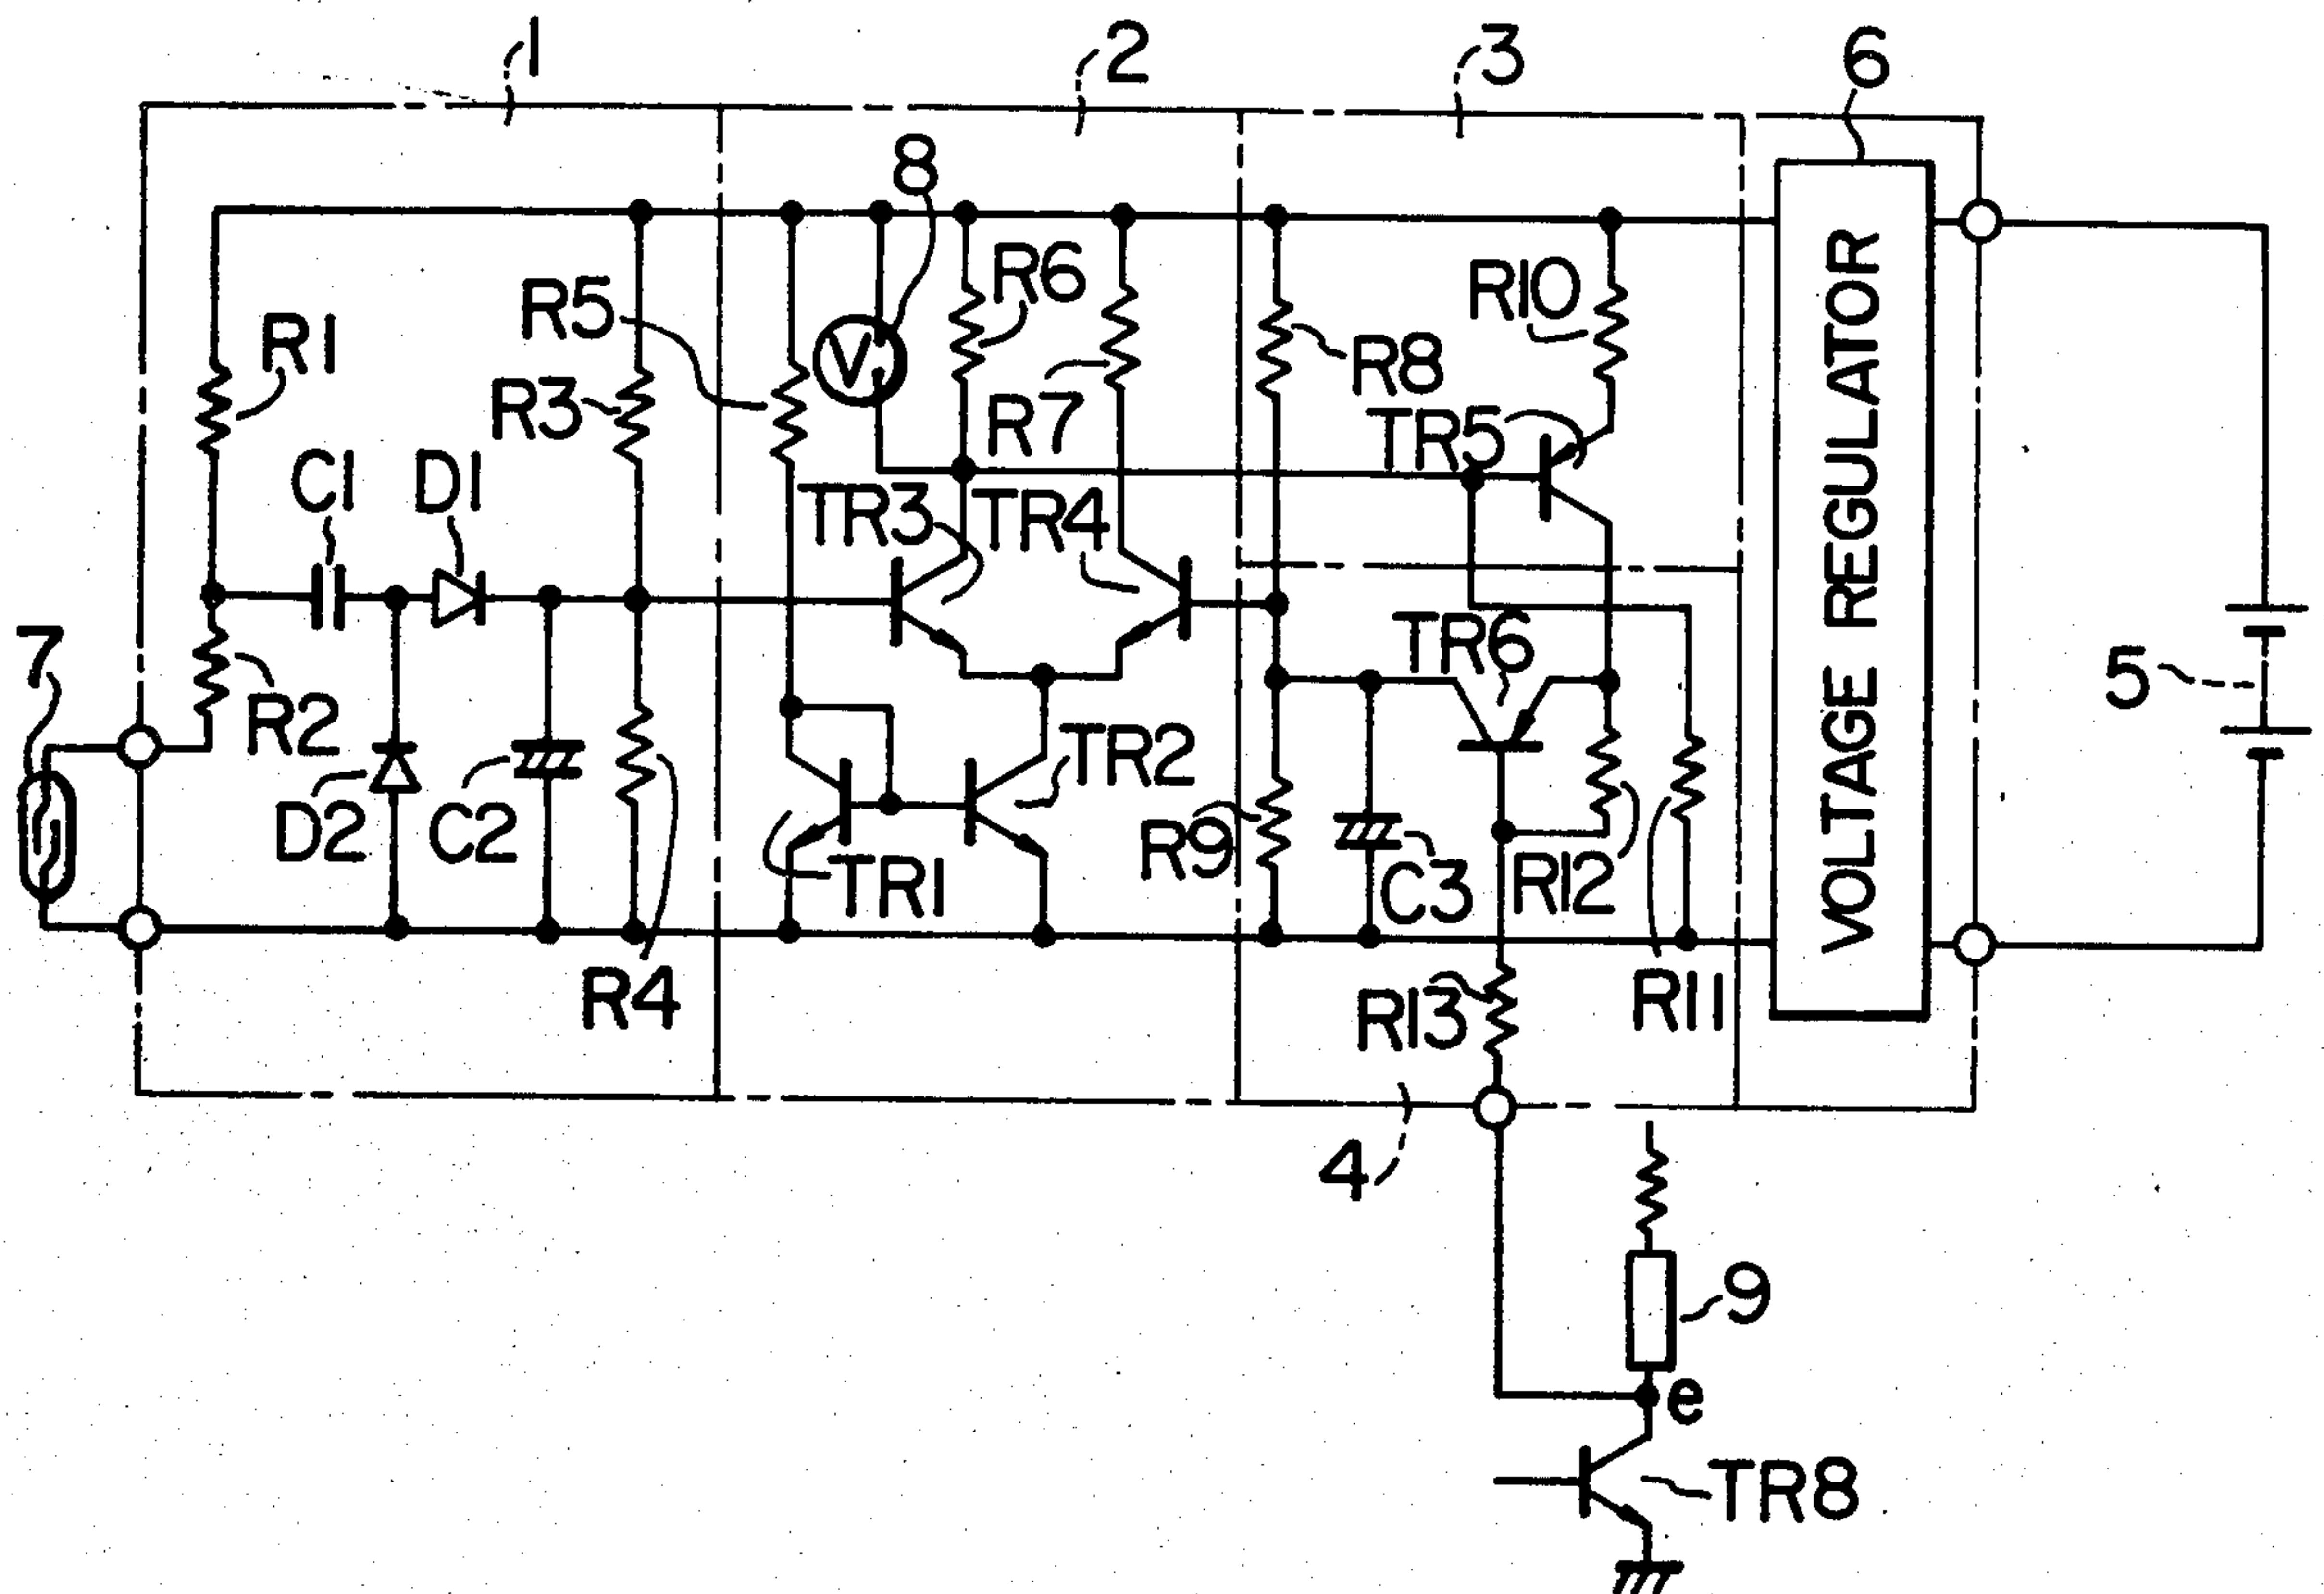 1
2
3
6
8
R6
R10
R5
R1
R8
R3
R7
TR5
C1
D1
TR3
TR4
VOLTAGE REGULATOR
V
TR6
7
5
R2
TR2
D2
C2
R9
TR1
C3
R12
R4
R13
R11
4
9
e
TR8